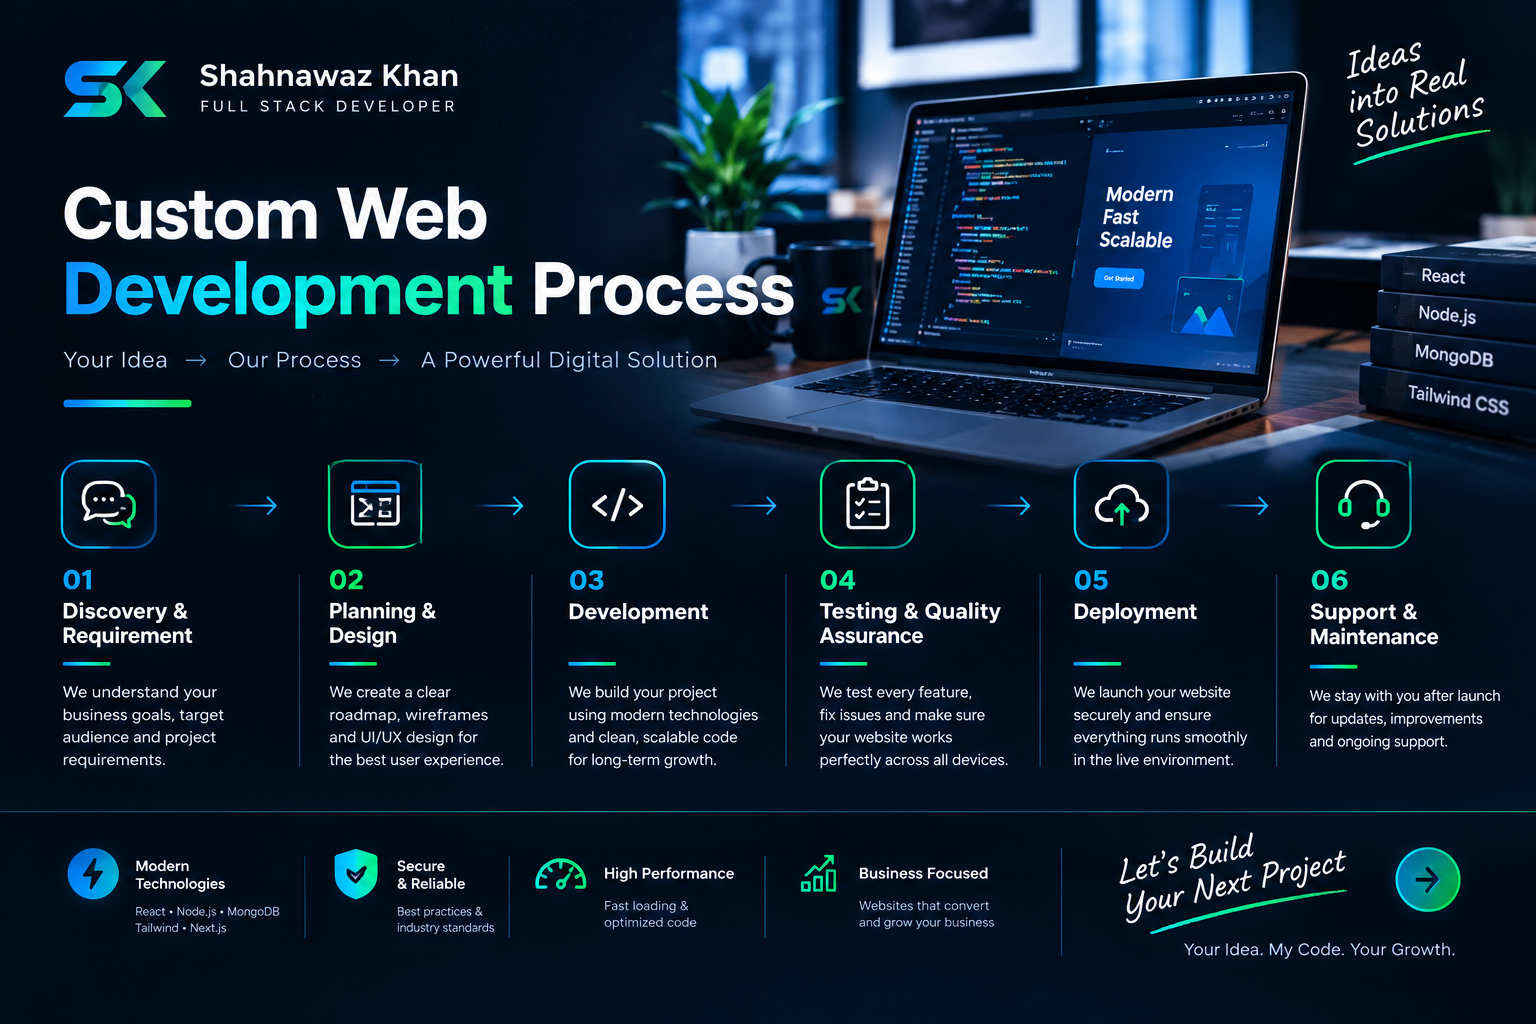 SK
Shahnawaz Khan
FULL STACK DEVELOPER
Ideas
into Real
Solutions
Custom Web
Development Process
Your Idea → Our Process → A Powerful Digital Solution
Modern
Fast
Scalable
Get Started
SK
React
Node.js
MongoDB
Tailwind CSS
01
Discovery &
Requirement
We understand your
business goals, target
audience and project
requirements.
02
Planning &
Design
We create a clear
roadmap, wireframes
and UI/UX design for
the best user experience.
</>
03
Development
We build your project
using modern technologies
and clean, scalable code
for long-term growth.
04
Testing & Quality
Assurance
We test every feature,
fix issues and make sure
your website works
perfectly across all devices.
05
Deployment
We launch your website
securely and ensure
everything runs smoothly
in the live environment.
06
Support &
Maintenance
We stay with you after launch
for updates, improvements
and ongoing support.
Modern
Technologies
React • Node.js • MongoDB
Tailwind • Next.js
Secure
& Reliable
Best practices &
industry standards
High Performance
Fast loading &
optimized code
Business Focused
Websites that convert
and grow your business
Let's Build
Your Next Project
Your Idea. My Code. Your Growth.